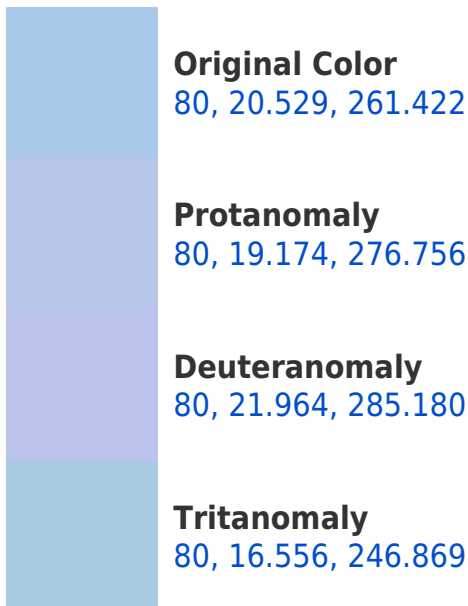 Original Color
80, 20.529, 261.422
Protanomaly
80, 19.174, 276.756
Deuteranomaly
80, 21.964, 285.180
Tritanomaly
80, 16.556, 246.869